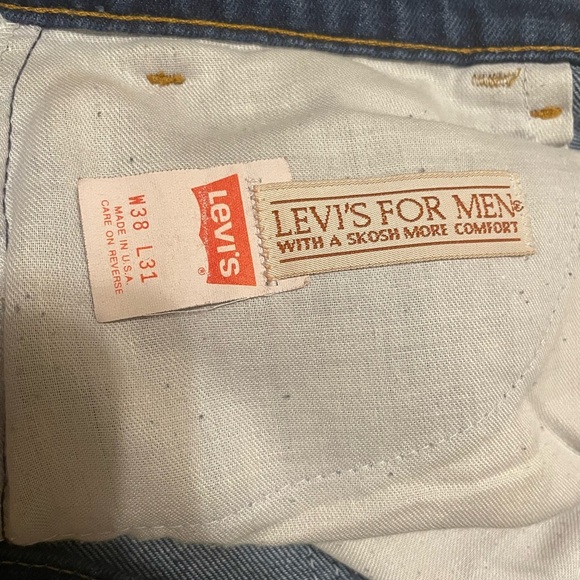 W38 L31
MADE IN U.S.A.
CARE ON REVERSE
LEVI'S
®
LEVI'S FOR MEN®
WITH A SKOSH MORE COMFORT